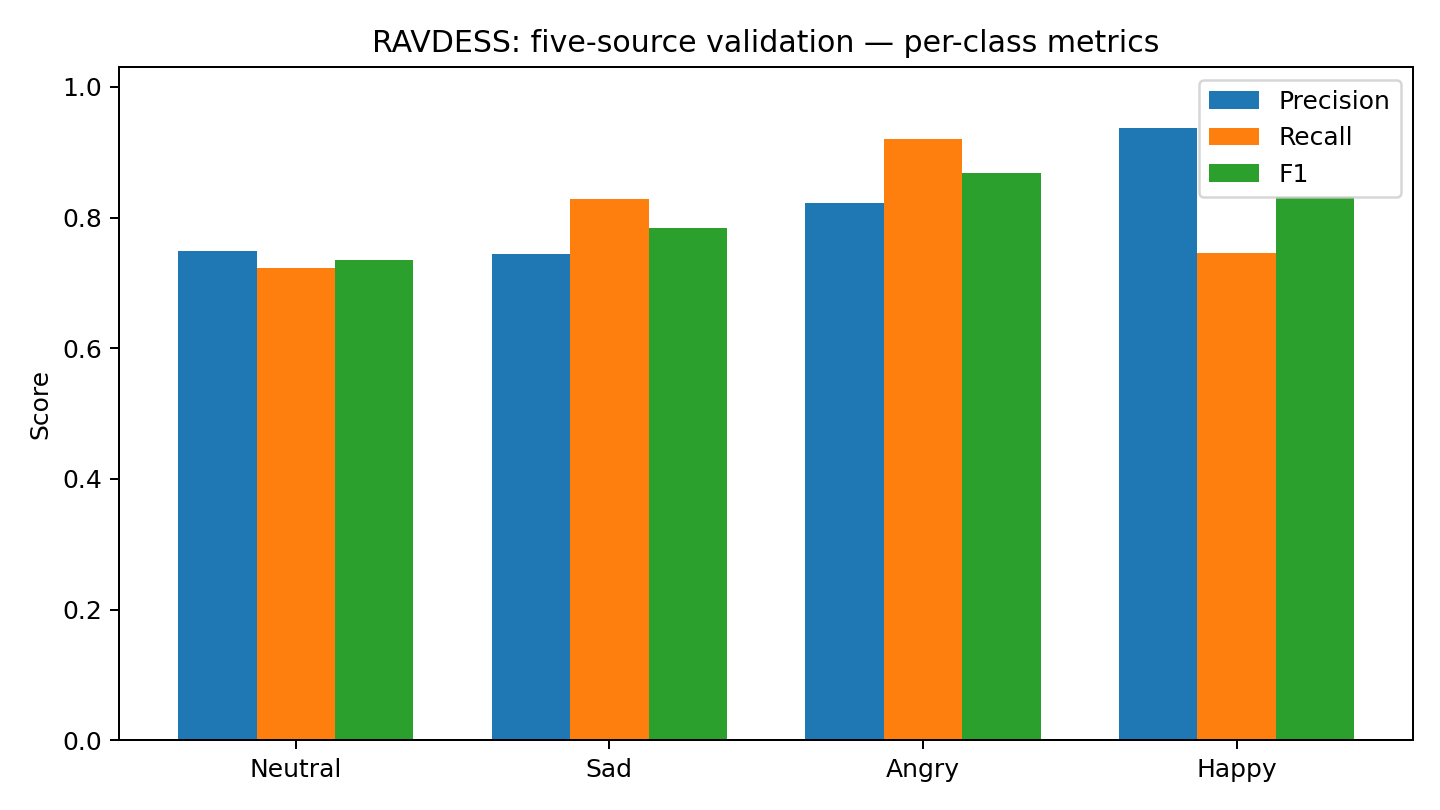 RAVDESS: five-source validation — per-class metrics
Precision
Recall
F1
Score
1.0
0.8
0.6
0.4
0.2
0.0
Neutral
Sad
Angry
Happy